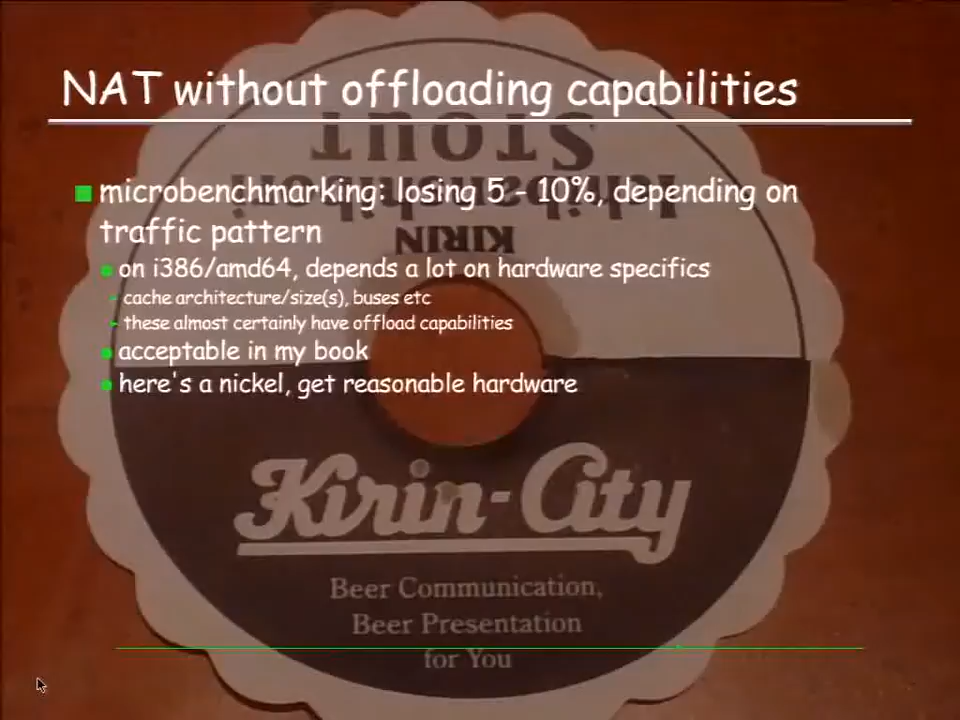 NAT without offloading capabilities
microbenchmarking: losing 5 - 10%, depending on
traffic pattern
on i386/amd64, depends a lot on hardware specifics
cache architecture/size(s), buses etc
these almost certainly have offload capabilities
acceptable in my book
here's a nickel, get reasonable hardware
STOUT
Ichibanshibori
KIRIN
Kirin-City
Beer Communication,
Beer Presentation
for You